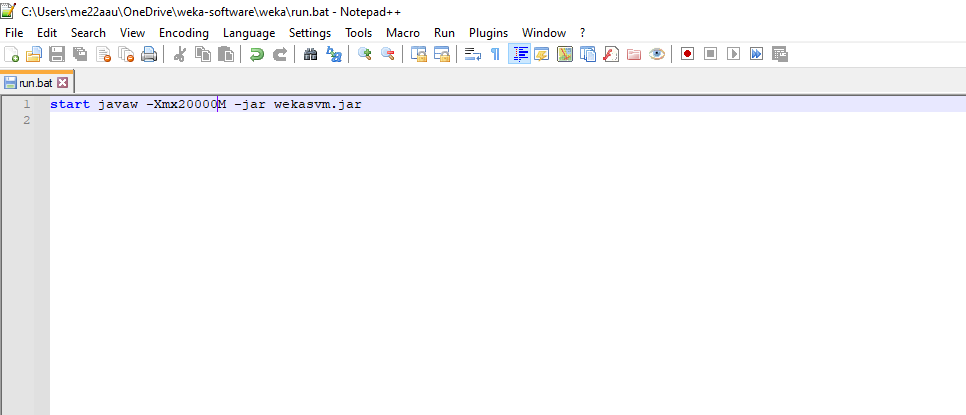 C:\Users\me22aau\OneDrive\weka-software\weka\run.bat - Notepad++
File Edit Search View Encoding Language Settings Tools Macro Run Plugins Window ?
run.bat
1 start javaw -Xmx20000M -jar wekasvm.jar
2